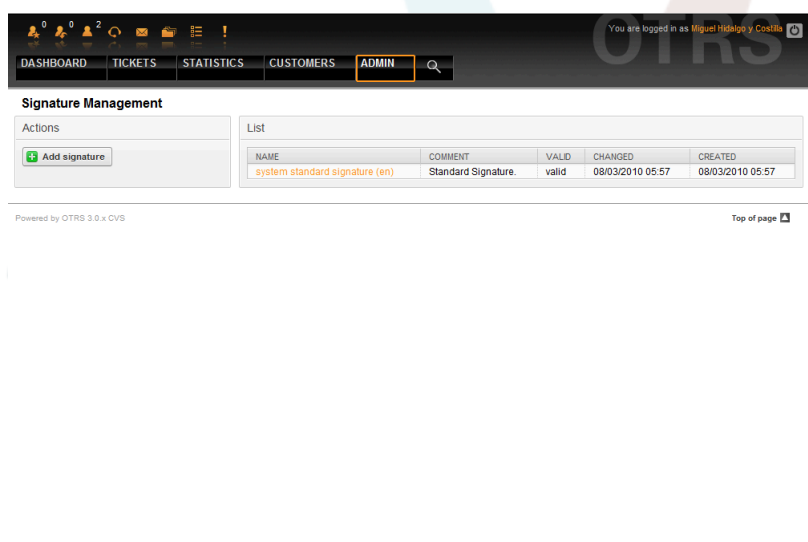 0 0 2
You are logged in as Miguel Hidalgo y Costilla
OTRS
DASHBOARD TICKETS STATISTICS CUSTOMERS ADMIN
Signature Management
Actions
Add signature
List
NAME COMMENT VALID CHANGED CREATED
system standard signature (en) Standard Signature. valid 08/03/2010 05:57 08/03/2010 05:57
Powered by OTRS 3.0.x CVS
Top of page